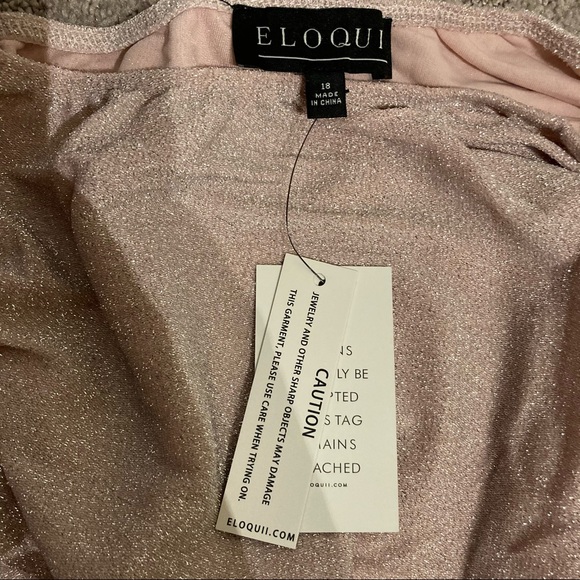 ELOQUI
18
MADE
IN CHINA
CAUTION
JEWELRY AND OTHER SHARP OBJECTS MAY DAMAGE
THIS GARMENT, PLEASE USE CARE WHEN TRYING ON.
ELOQUII.COM
NS
LY BE
PTED
S TAG
AINS
ACHED
OQUII.COM